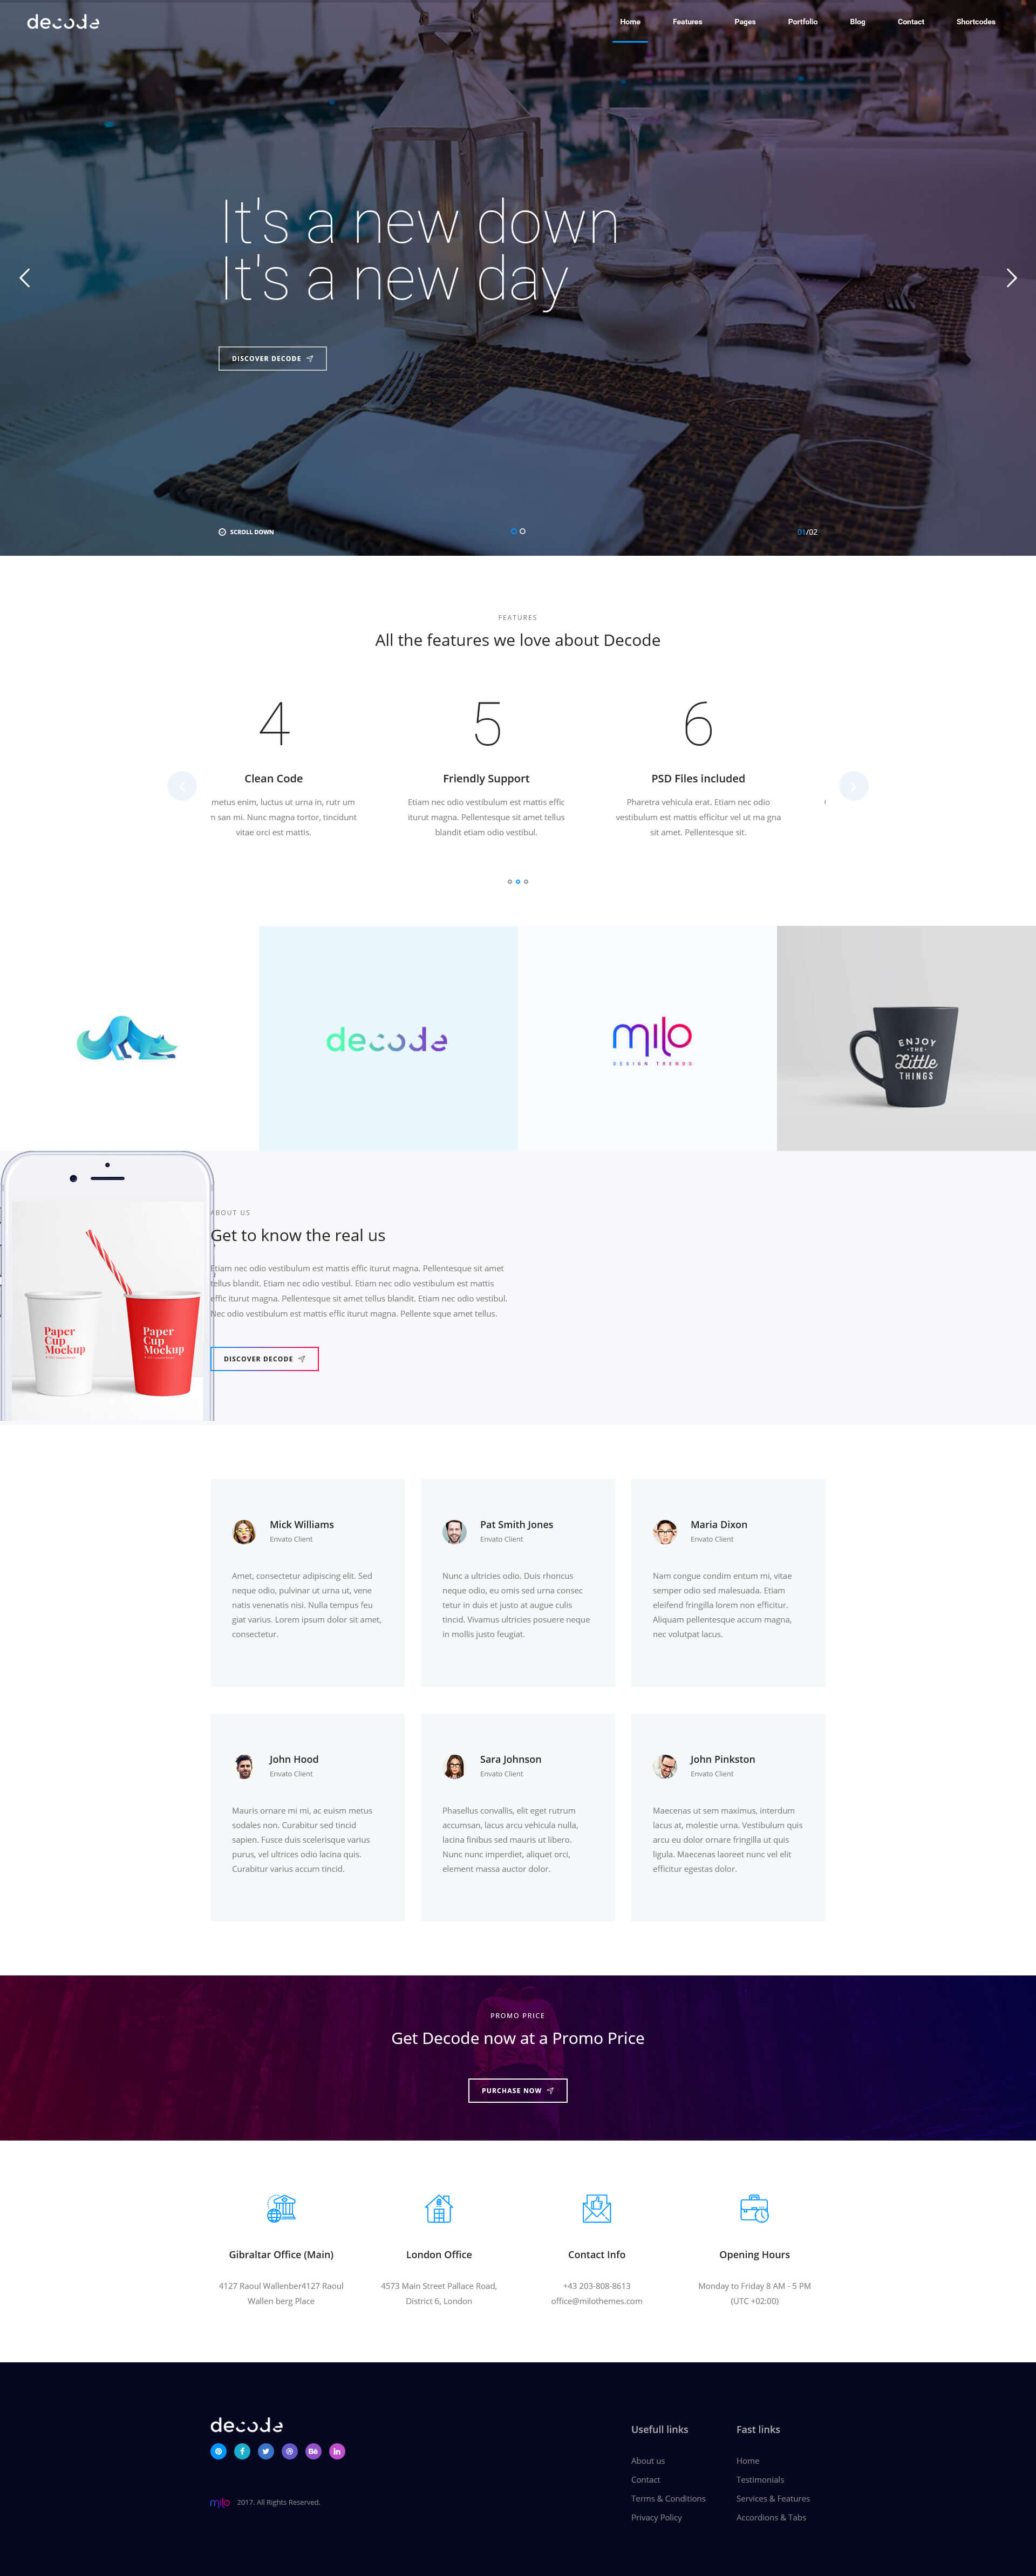 decode
Home Features Pages Portfolio Blog Contact Shortcodes
It's a new down
It's a new day
DISCOVER DECODE
SCROLL DOWN
01/02
FEATURES
All the features we love about Decode
4
Clean Code
metus enim, luctus ut urna in, rutr um
san mi. Nunc magna tortor, tincidunt
vitae orci est mattis.
5
Friendly Support
Etiam nec odio vestibulum est mattis effic
iturut magna. Pellentesque sit amet tellus
blandit etiam odio vestibul.
6
PSD Files included
Pharetra vehicula erat. Etiam nec odio
vestibulum est mattis efficitur vel ut ma gna
sit amet. Pellentesque sit.
decode
milo
DESIGN TRENDS
ENJOY
THE
Little
THINGS
Paper
Cup
Mockup
Paper
Cup
Mockup
ABOUT US
Get to know the real us
Etiam nec odio vestibulum est mattis effic iturut magna. Pellentesque sit amet
tellus blandit. Etiam nec odio vestibul. Etiam nec odio vestibulum est mattis
effic iturut magna. Pellentesque sit amet tellus blandit. Etiam nec odio vestibul.
Nec odio vestibulum est mattis effic iturut magna. Pellente sque amet tellus.
DISCOVER DECODE
Mick Williams
Envato Client
Amet, consectetur adipiscing elit. Sed
neque odio, pulvinar ut urna ut, vene
natis venenatis nisi. Nulla tempus feu
giat varius. Lorem ipsum dolor sit amet,
consectetur.
Pat Smith Jones
Envato Client
Nunc a ultricies odio. Duis rhoncus
neque odio, eu omis sed urna consec
tetur in duis et justo at augue culis
tincid. Vivamus ultricies posuere neque
in mollis justo feugiat.
Maria Dixon
Envato Client
Nam congue condim entum mi, vitae
semper odio sed malesuada. Etiam
eleifend fringilla lorem non efficitur.
Aliquam pellentesque accum magna,
nec volutpat lacus.
John Hood
Envato Client
Mauris ornare mi mi, ac euism metus
sodales non. Curabitur sed tincid
sapien. Fusce duis scelerisque varius
purus, vel ultrices odio lacinia quis.
Curabitur varius accum tincid.
Sara Johnson
Envato Client
Phasellus convallis, elit eget rutrum
accumsan, lacus arcu vehicula nulla,
lacina finibus sed mauris ut libero.
Nunc nunc imperdiet, aliquet orci,
element massa auctor dolor.
John Pinkston
Envato Client
Maecenas ut sem maximus, interdum
lacus at, molestie urna. Vestibulum quis
arcu eu dolor ornare fringilla ut quis
ligula. Maecenas laoreet nunc vel elit
efficitur egestas dolor.
PROMO PRICE
Get Decode now at a Promo Price
PURCHASE NOW
Gibraltar Office (Main)
4127 Raoul Wallenber4127 Raoul
Wallen berg Place
London Office
4573 Main Street Pallace Road,
District 6, London
Contact Info
+43 203-808-8613
office@milothemes.com
Opening Hours
Monday to Friday 8 AM - 5 PM
(UTC +02:00)
decode
milo 2017. All Rights Reserved.
Usefull links
About us
Contact
Terms & Conditions
Privacy Policy
Fast links
Home
Testimonials
Services & Features
Accordions & Tabs